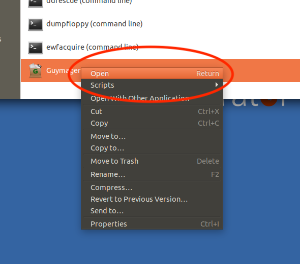 ddrescue (command line)
dumpfloppy (command line)
ewfacquire (command line)
Guymager
Open Return
Scripts
Open With Other Application
Cut Ctrl+X
Copy Ctrl+C
Move to...
Copy to...
Move to Trash Delete
Rename... F2
Compress...
Revert to Previous Version...
Send to...
Properties Ctrl+I